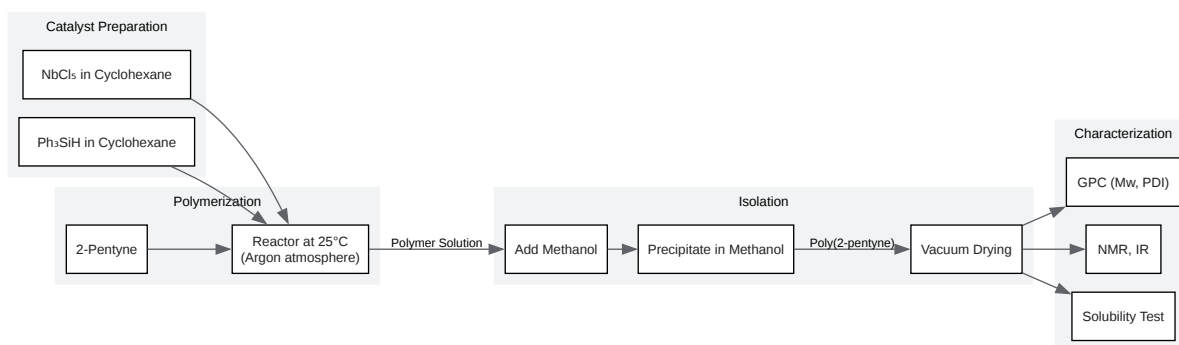 Catalyst Preparation
NbCl₅ in Cyclohexane
Ph₃SiH in Cyclohexane
Polymerization
2-Pentyne
Reactor at 25°C
(Argon atmosphere)
Polymer Solution
Isolation
Add Methanol
Precipitate in Methanol
Poly(2-pentyne)
Vacuum Drying
Characterization
GPC (Mw, PDI)
NMR, IR
Solubility Test